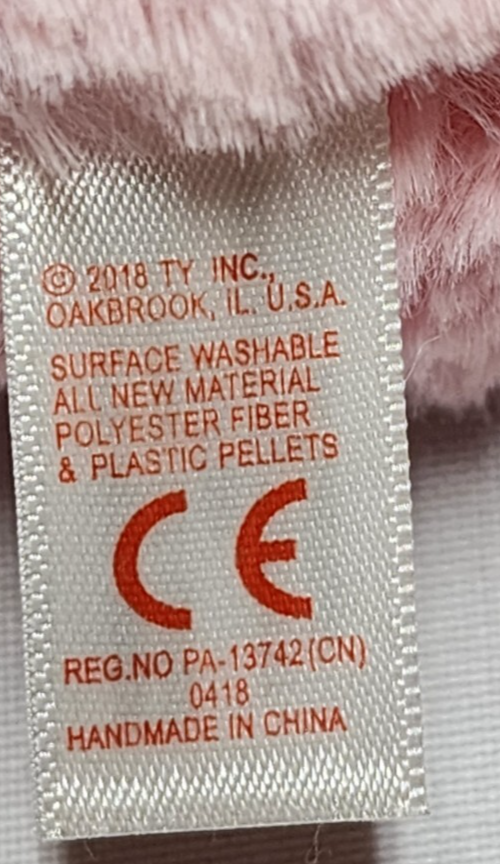 © 2018 TY INC.,
OAKBROOK, IL. U.S.A.
SURFACE WASHABLE
ALL NEW MATERIAL
POLYESTER FIBER
& PLASTIC PELLETS
CE
REG.NO PA-13742(CN)
0418
HANDMADE IN CHINA